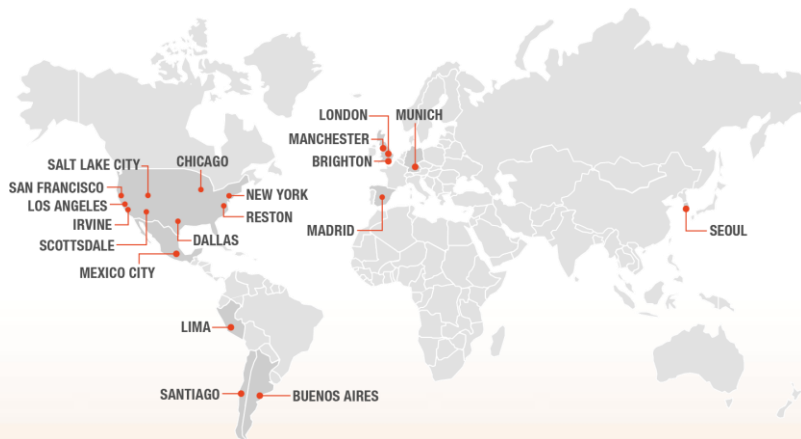 LONDON
MUNICH
MANCHESTER
BRIGHTON
SALT LAKE CITY
CHICAGO
SAN FRANCISCO
NEW YORK
LOS ANGELES
RESTON
IRVINE
MADRID
SEOUL
SCOTTSDALE
DALLAS
MEXICO CITY
LIMA
SANTIAGO
BUENOS AIRES